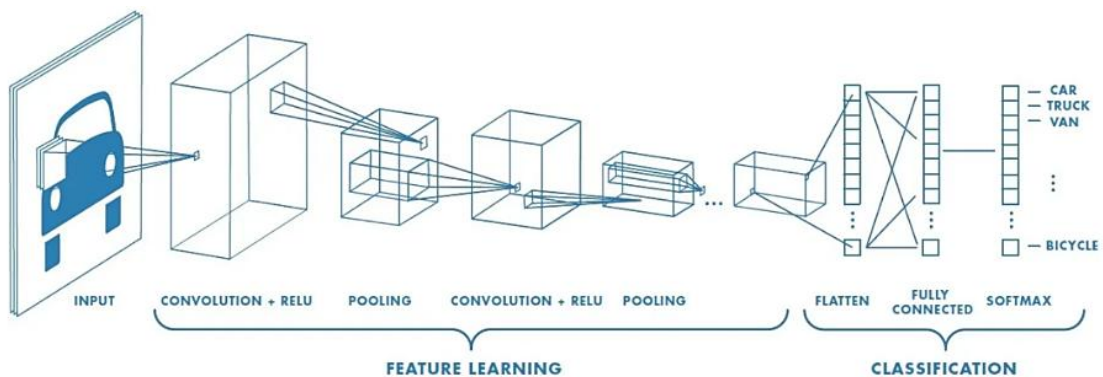 CAR
TRUCK
VAN
BICYCLE
INPUT
CONVOLUTION + RELU
POOLING
CONVOLUTION + RELU
POOLING
FLATTEN
FULLY
CONNECTED
SOFTMAX
FEATURE LEARNING
CLASSIFICATION